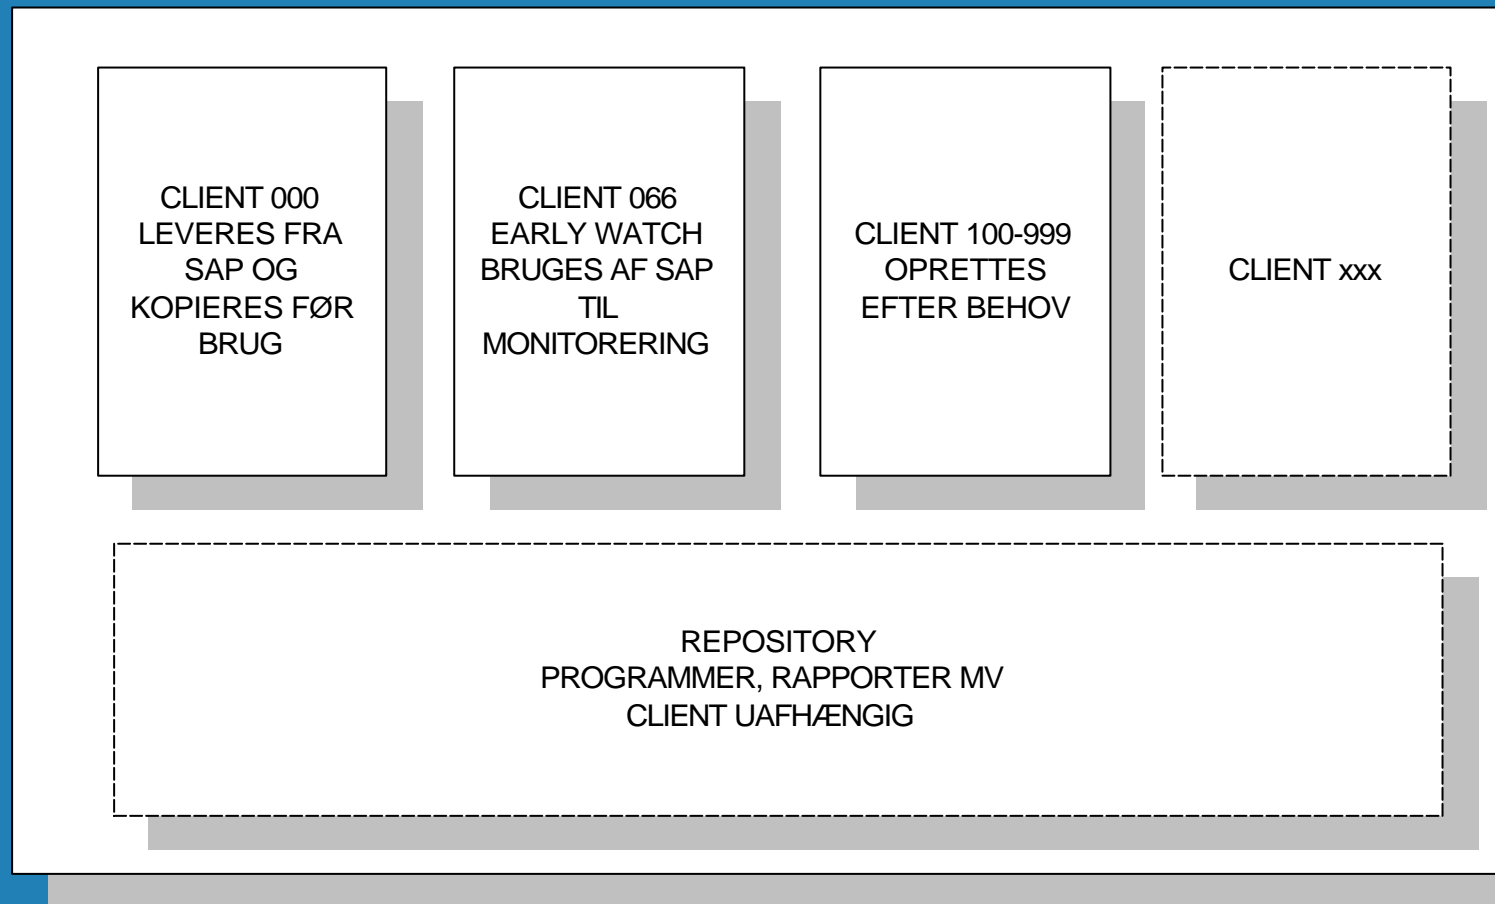 CLIENT 000
LEVERES FRA
SAP OG
KOPIERES FØR
BRUG
CLIENT 066
EARLY WATCH
BRUGES AF SAP
TIL
MONITORERING
CLIENT 100-999
OPRETTES
EFTER BEHOV
CLIENT xxx
REPOSITORY
PROGRAMMER, RAPPORTER MV
CLIENT UAFHÆNGIG